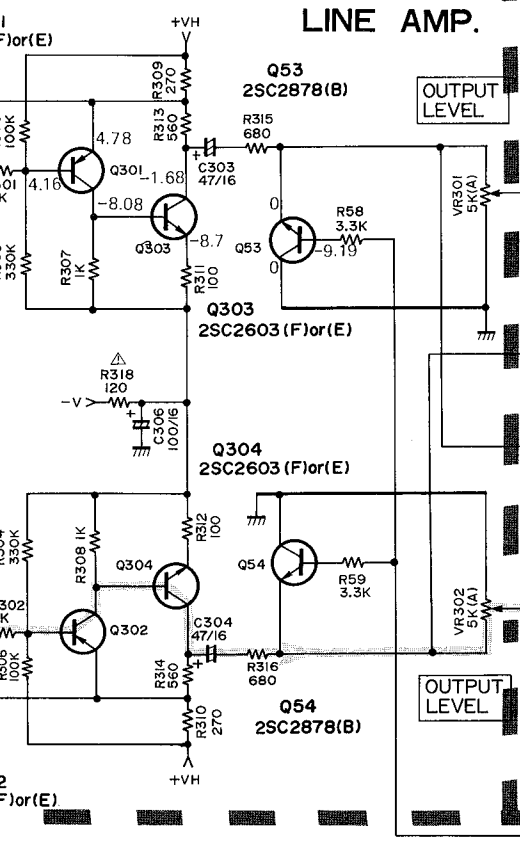 LINE AMP.
+VH
F)or(E)
R309
270
Q53
2SC2878(B)
OUTPUT
LEVEL
R313
560
R315
680
100K
4.78
C303
47/16
Q301
4.16
-1.68
-8.08
0
R58
3.3K
VR301
5K(A)
Q303
-8.7
Q53
-9.19
0
330K
R307
1K
R311
100
Q303
2SC2603(F)or(E)
R318
120
-V
C306
100/16
Q304
2SC2603(F)or(E)
R312
100
R304
330K
R308 1K
Q304
Q54
R59
3.3K
302
K
Q302
C304
47/16
VR302
5K(A)
R306
100K
R314
560
R316
680
OUTPUT
LEVEL
R310
270
Q54
2SC2878(B)
+VH
2
F)or(E)